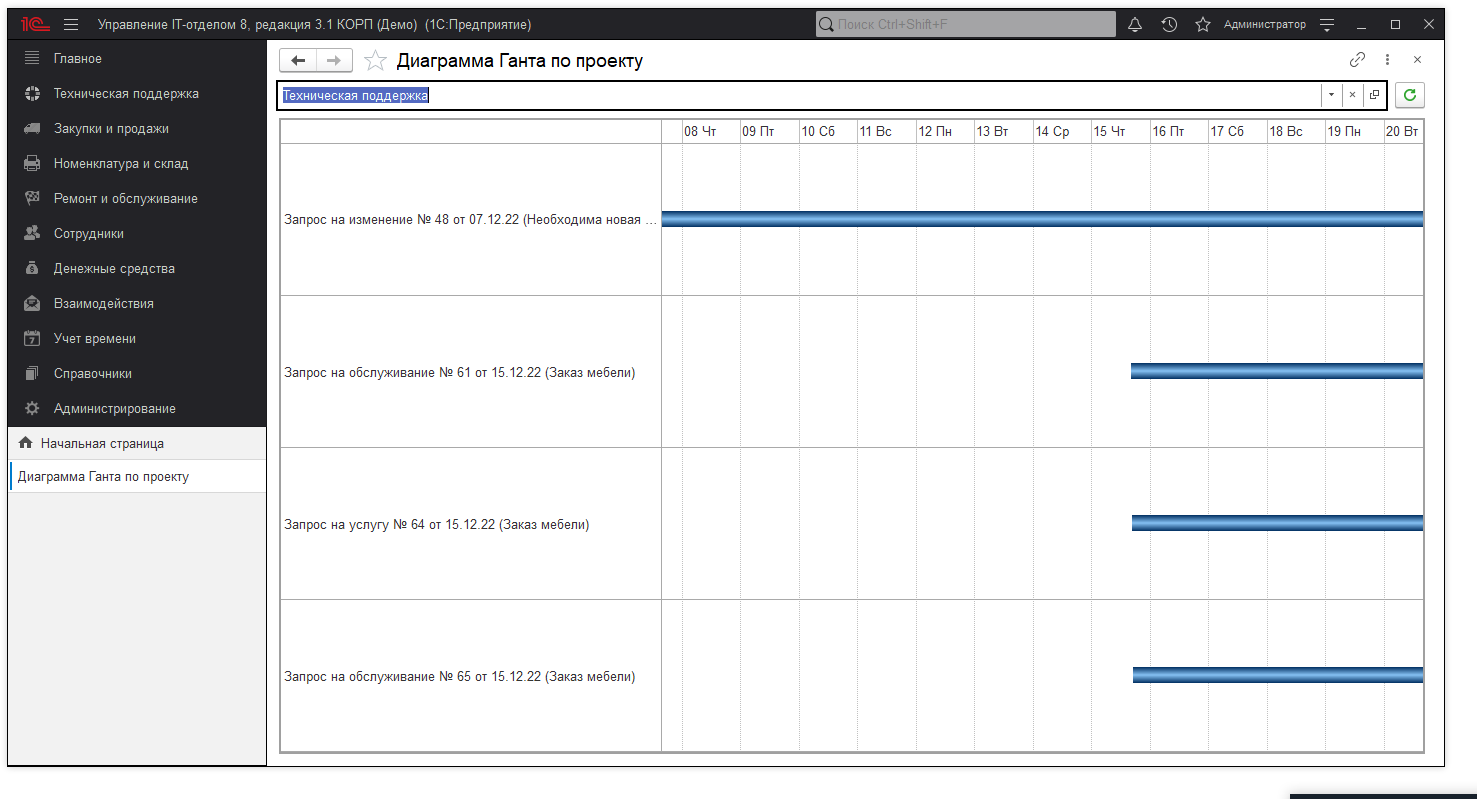 1С Управление IT-отделом 8, редакция 3.1 КОРП (Демо) (1С:Предприятие) Поиск Ctrl+Shift+F Администратор
Главное
Техническая поддержка
Закупки и продажи
Номенклатура и склад
Ремонт и обслуживание
Сотрудники
Денежные средства
Взаимодействия
Учет времени
Справочники
Администрирование
Начальная страница
Диаграмма Ганта по проекту
Диаграмма Ганта по проекту
Техническая поддержка
08 Чт 09 Пт 10 Сб 11 Вс 12 Пн 13 Вт 14 Ср 15 Чт 16 Пт 17 Сб 18 Вс 19 Пн 20 Вт
Запрос на изменение № 48 от 07.12.22 (Необходима новая ...
Запрос на обслуживание № 61 от 15.12.22 (Заказ мебели)
Запрос на услугу № 64 от 15.12.22 (Заказ мебели)
Запрос на обслуживание № 65 от 15.12.22 (Заказ мебели)